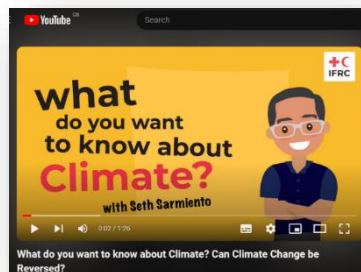 YouTube
Search
IFRC
what
do you want
to know about
Climate?
with Seth Sarmiento
0:02 / 1:26
What do you want to know about Climate? Can Climate Change be
Reversed?